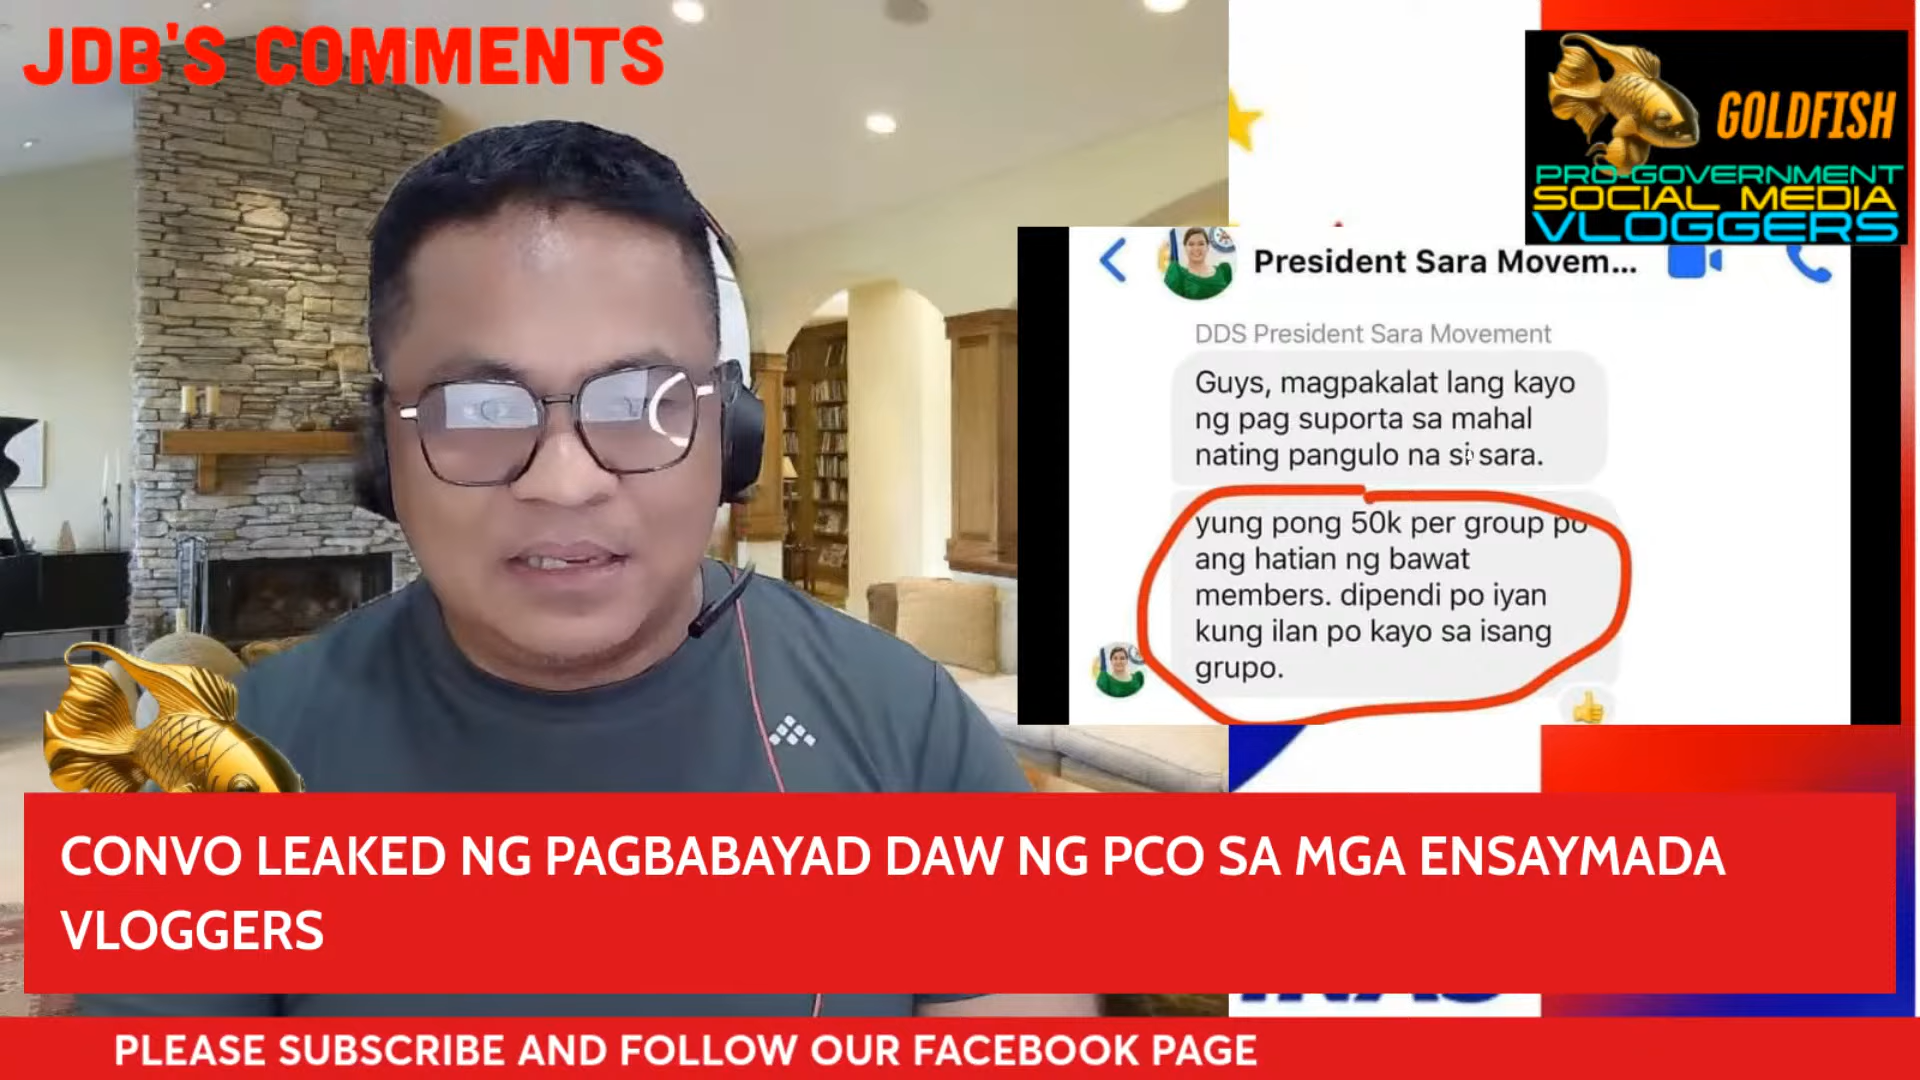 JDB'S COMMENTS
GOLDFISH
PRO-GOVERNMENT
SOCIAL MEDIA
VLOGGERS
President Sara Movem...
DDS President Sara Movement
Guys, magpakalat lang kayo
ng pag suporta sa mahal
nating pangulo na si sara.
yung pong 50k per group po
ang hatian ng bawat
members. dipendi po iyan
kung ilan po kayo sa isang
grupo.
CONVO LEAKED NG PAGBABAYAD DAW NG PCO SA MGA ENSAYMADA
VLOGGERS
PLEASE SUBSCRIBE AND FOLLOW OUR FACEBOOK PAGE